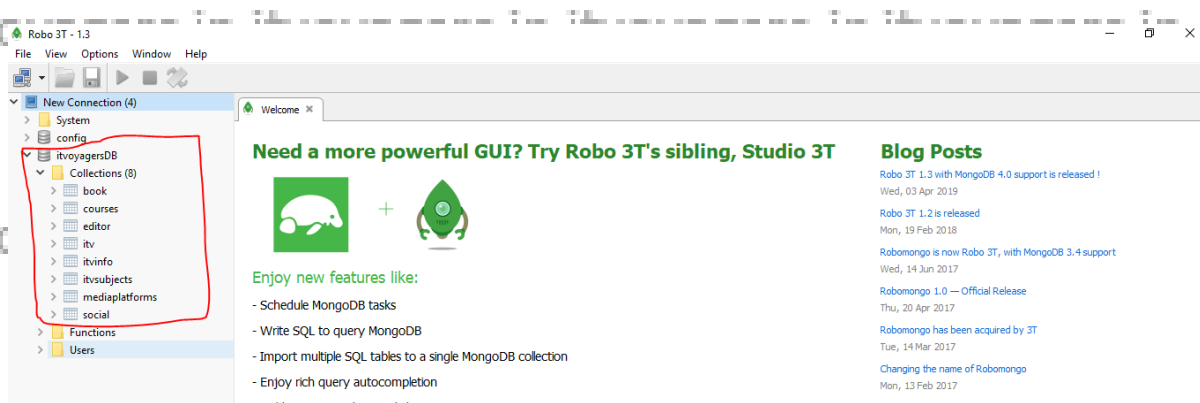 Robo 3T - 1.3
File View Options Window Help
New Connection (4)
System
config
itvoyagersDB
Collections (8)
book
courses
editor
itv
itvinfo
itvsubjects
mediaplatforms
social
Functions
Users
Welcome
Need a more powerful GUI? Try Robo 3T's sibling, Studio 3T
Enjoy new features like:
- Schedule MongoDB tasks
- Write SQL to query MongoDB
- Import multiple SQL tables to a single MongoDB collection
- Enjoy rich query autocompletion
Blog Posts
Robo 3T 1.3 with MongoDB 4.0 support is released !
Wed, 03 Apr 2019
Robo 3T 1.2 is released
Mon, 19 Feb 2018
Robomongo is now Robo 3T, with MongoDB 3.4 support
Wed, 14 Jun 2017
Robomongo 1.0 — Official Release
Thu, 20 Apr 2017
Robomongo has been acquired by 3T
Tue, 14 Mar 2017
Changing the name of Robomongo
Mon, 13 Feb 2017